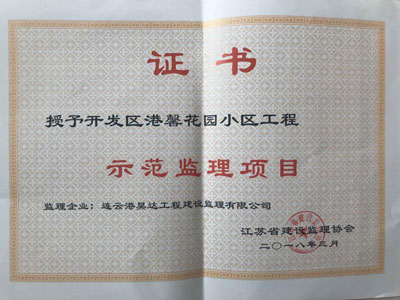 证书
授予开发区港馨花园小区工程
示范监理项目
监理企业：连云港昊达工程建设监理有限公司
江苏省建设监理协会
二〇一八年三月